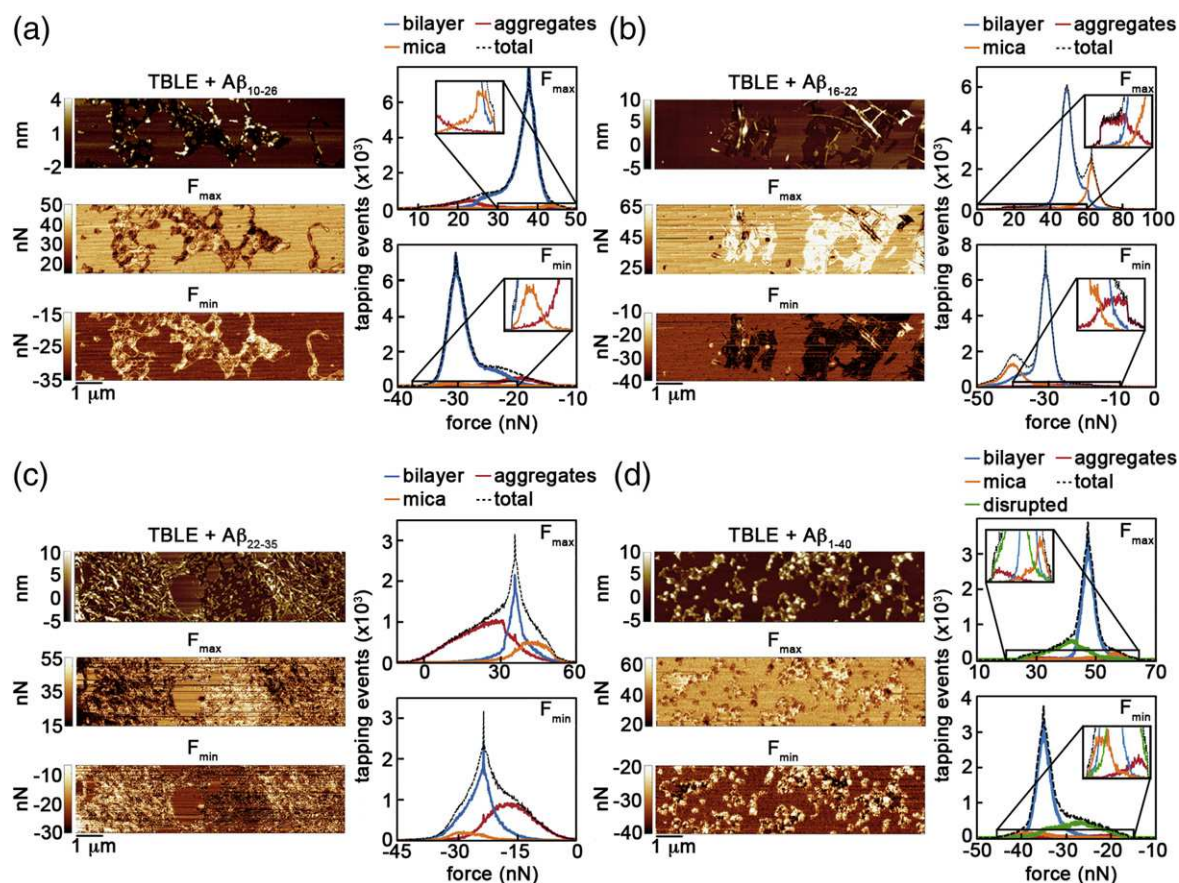 (a)
bilayer aggregates
mica total
TBLE + Aβ10-26
4
1
-2
nm
Fmax
50
40
30
20
nN
Fmin
-15
-25
-35
nN
1 μm
tapping events (x10³)
Fmax
6
4
2
0
10 20 30 40 50
Fmin
8
6
4
2
0
-40 -30 -20 -10
force (nN)
(b)
bilayer aggregates
mica total
TBLE + Aβ16-22
10
5
0
-5
nm
Fmax
65
45
25
nN
Fmin
-10
-20
-30
-40
nN
1 μm
tapping events (x10³)
Fmax
6
4
2
0
0 20 40 60 80 100
Fmin
8
6
4
2
0
-50 -30 -10 0
force (nN)
(c)
bilayer aggregates
mica total
TBLE + Aβ22-35
10
5
0
-5
nm
Fmax
55
35
15
nN
Fmin
-10
-20
-30
nN
1 μm
tapping events (x10³)
Fmax
3
2
1
0
0 30 60
Fmin
3
2
1
0
-45 -30 -15 0
force (nN)
(d)
bilayer aggregates
mica total
disrupted
TBLE + Aβ1-40
10
5
0
-5
nm
Fmax
60
40
20
nN
Fmin
-20
-30
-40
nN
1 μm
tapping events (x10³)
Fmax
3
2
1
0
10 30 50 70
Fmin
4
3
2
1
0
-50 -40 -30 -20 -10
force (nN)